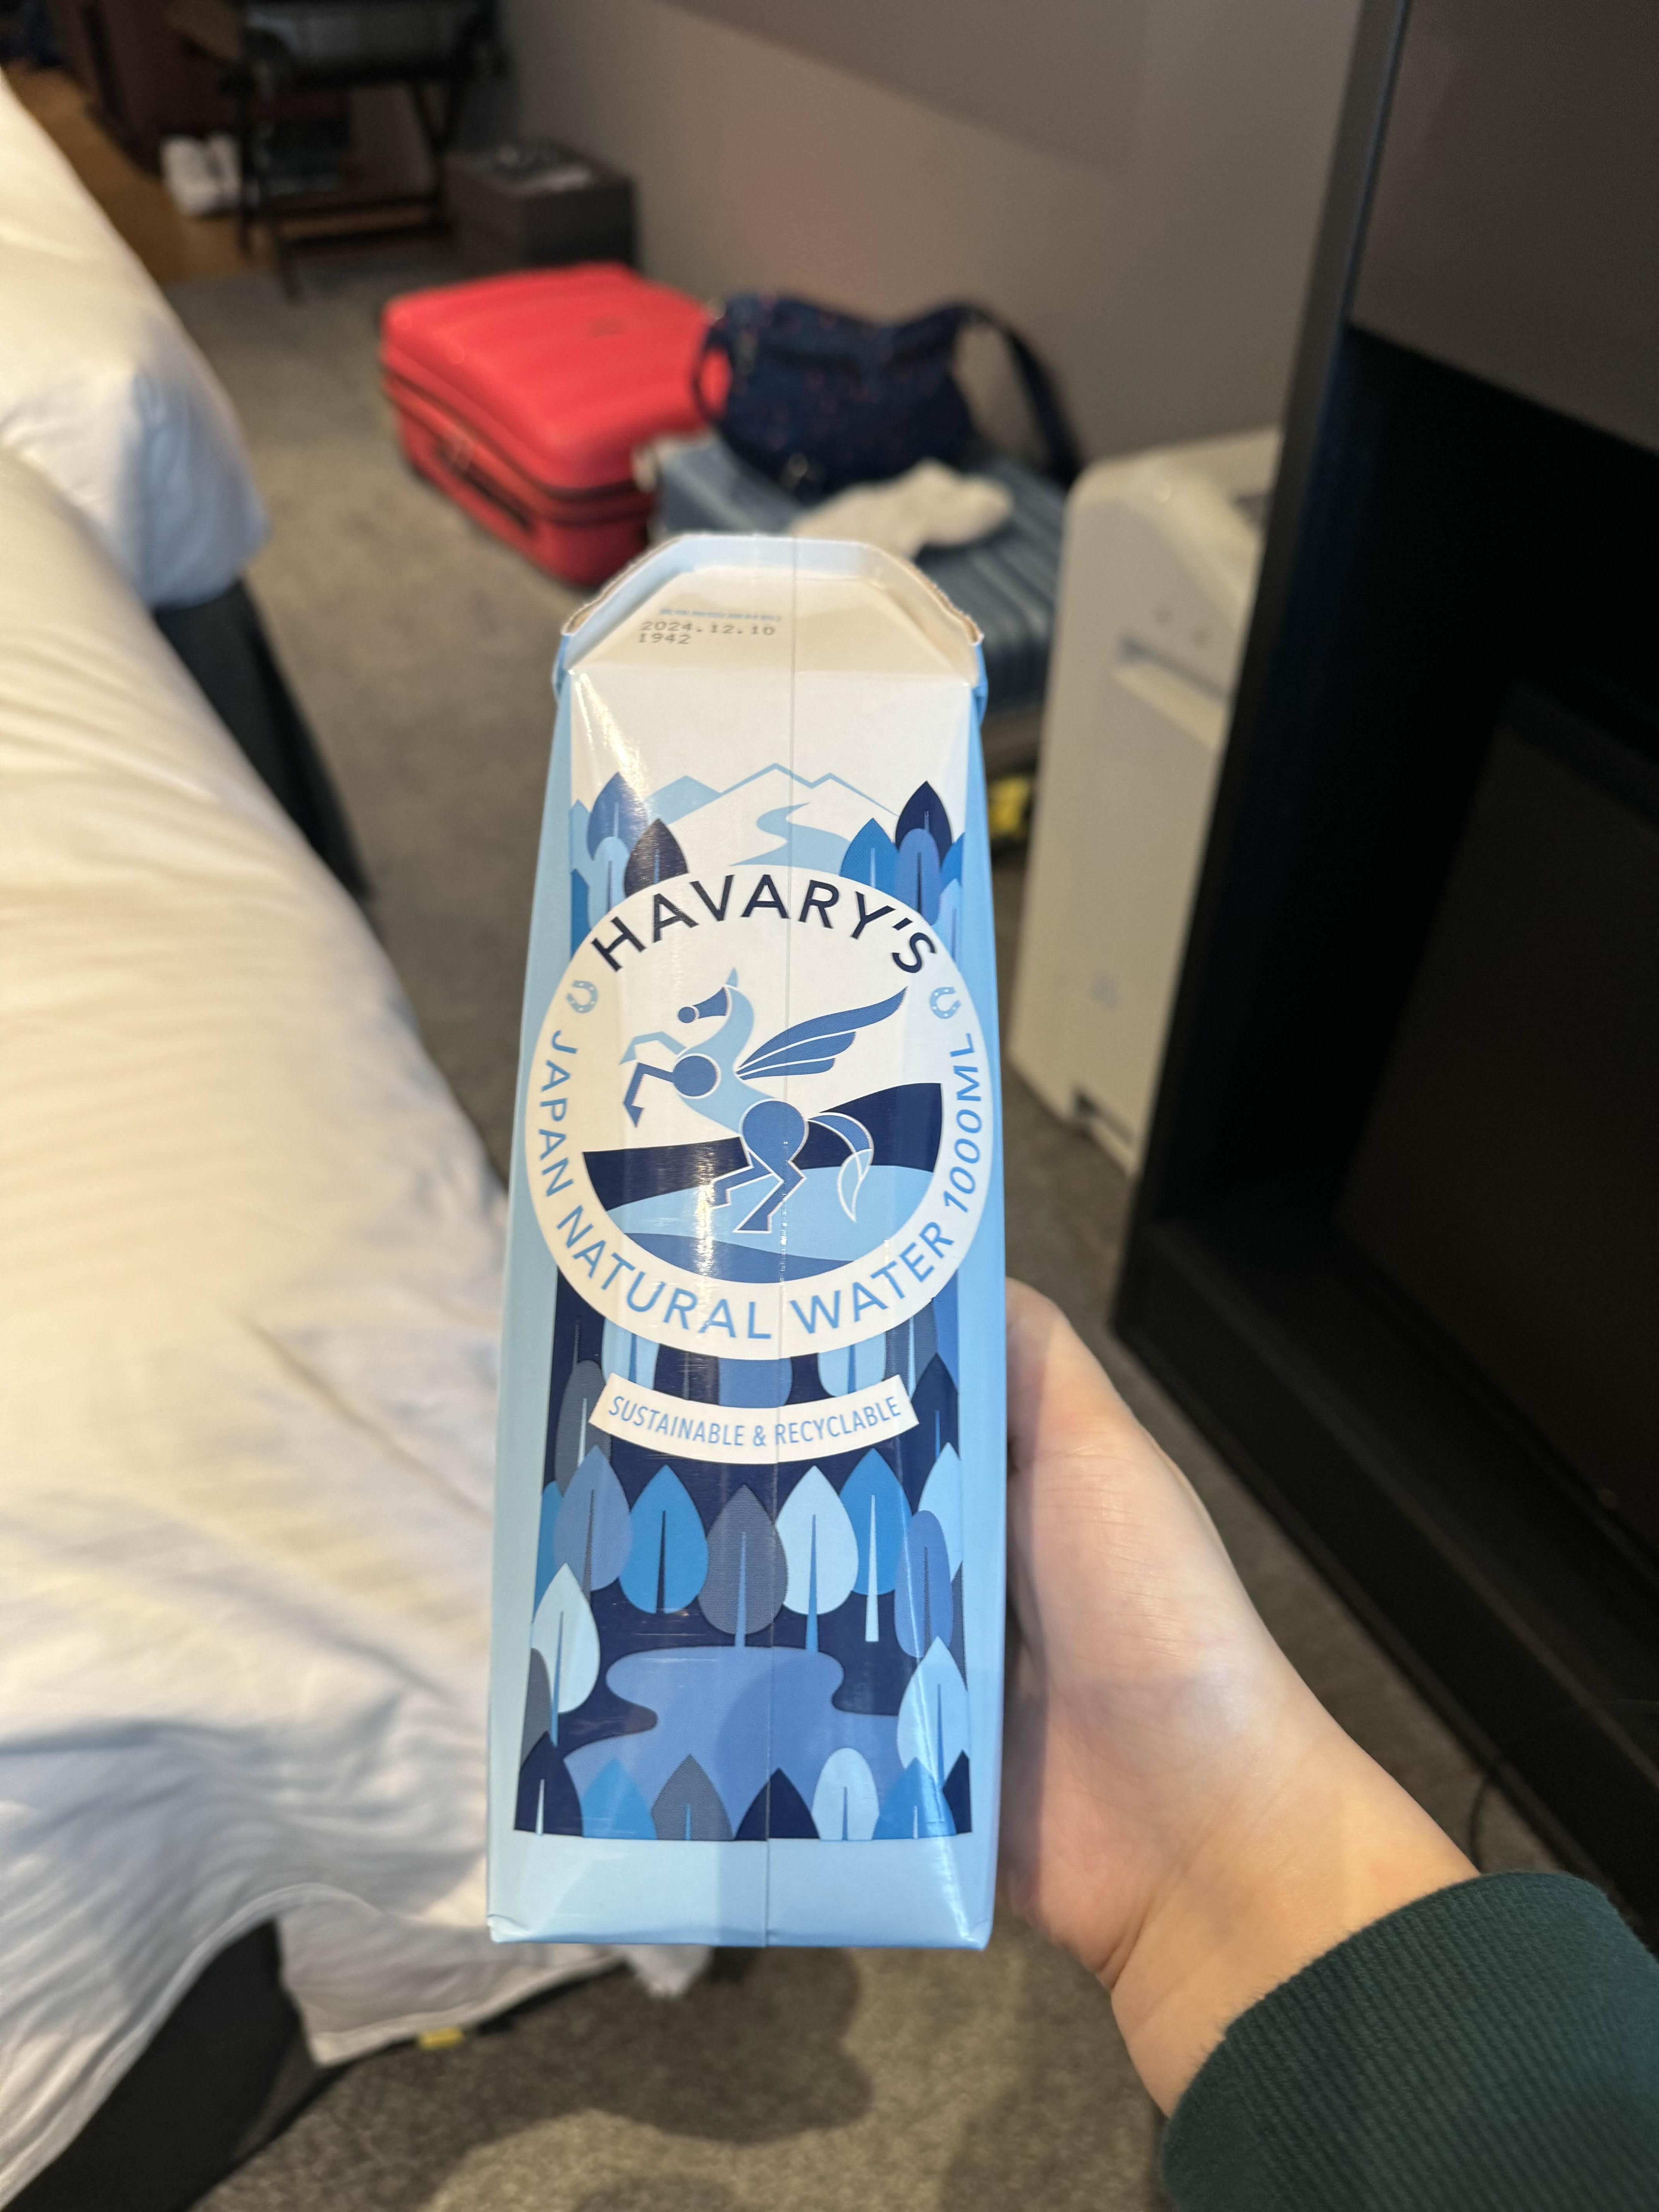 2024.12.10
1942
HAVARY'S
JAPAN NATURAL WATER 1000ML
SUSTAINABLE & RECYCLABLE